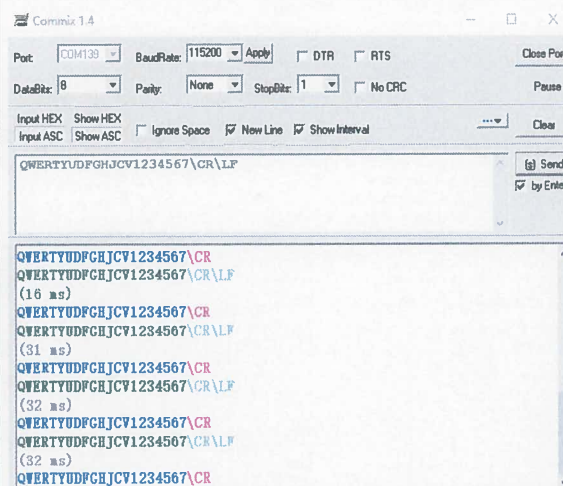 Commix 1.4
Port: COM139 BaudRate: 115200 Apply DTR RTS Close Por
DataBits: 8 Parity: None StopBits: 1 No CRC Pause
Input HEX Show HEX
Input ASC Show ASC Ignore Space New Line Show Interval ... Clear
QWERTYUDFGHJCV1234567\CR\LF
[s] Send
by Ente
QWERTYUDFGHJCV1234567\CR
QWERTYUDFGHJCV1234567\CR\LF
(16 ms)
QWERTYUDFGHJCV1234567\CR
QWERTYUDFGHJCV1234567\CR\LF
(31 ms)
QWERTYUDFGHJCV1234567\CR
QWERTYUDFGHJCV1234567\CR\LF
(32 ms)
QWERTYUDFGHJCV1234567\CR
QWERTYUDFGHJCV1234567\CR\LF
(32 ms)
QWERTYUDFGHJCV1234567\CR